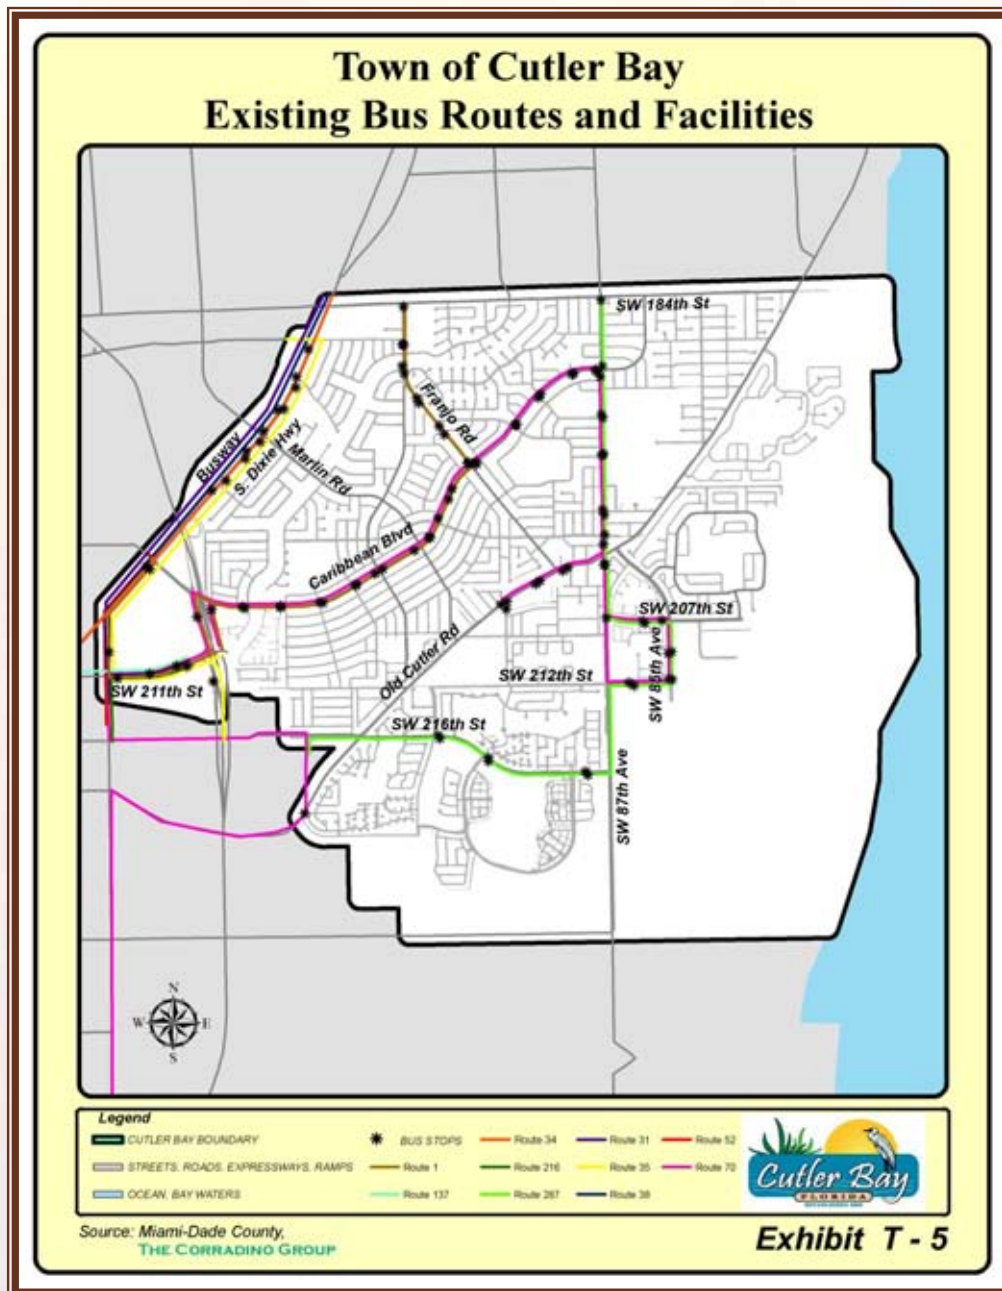 Town of Cutler Bay
Existing Bus Routes and Facilities
SW 184th St
Franjo Rd
Busway
S. Dixie Hwy
Marlin Rd
Caribbean Blvd
SW 207th St
Old Cutler Rd
SW 85th Ave
SW 212th St
SW 211th St
SW 216th St
SW 87th Ave
N
W
E
S
Legend
CUTLER BAY BOUNDARY
STREETS, ROADS, EXPRESSWAYS, RAMPS
OCEAN, BAY WATERS
BUS STOPS
Route 1
Route 137
Route 34
Route 216
Route 287
Route 31
Route 35
Route 38
Route 52
Route 70
Cutler Bay
FLORIDA
Source: Miami-Dade County,
THE CORRADINO GROUP
Exhibit T - 5